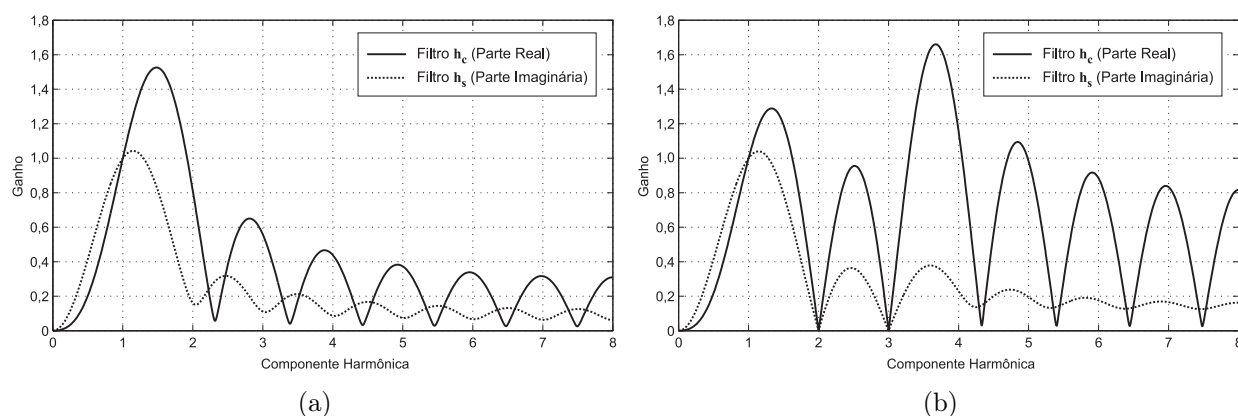 1,8
1,6
1,4
1,2
1,0
0,8
0,6
0,4
0,2
0
Ganho
Filtro hc (Parte Real)
Filtro hs (Parte Imaginária)
0 1 2 3 4 5 6 7 8
Componente Harmônica
(a)
1,8
1,6
1,4
1,2
1,0
0,8
0,6
0,4
0,2
0
Ganho
Filtro hc (Parte Real)
Filtro hs (Parte Imaginária)
0 1 2 3 4 5 6 7 8
Componente Harmônica
(b)